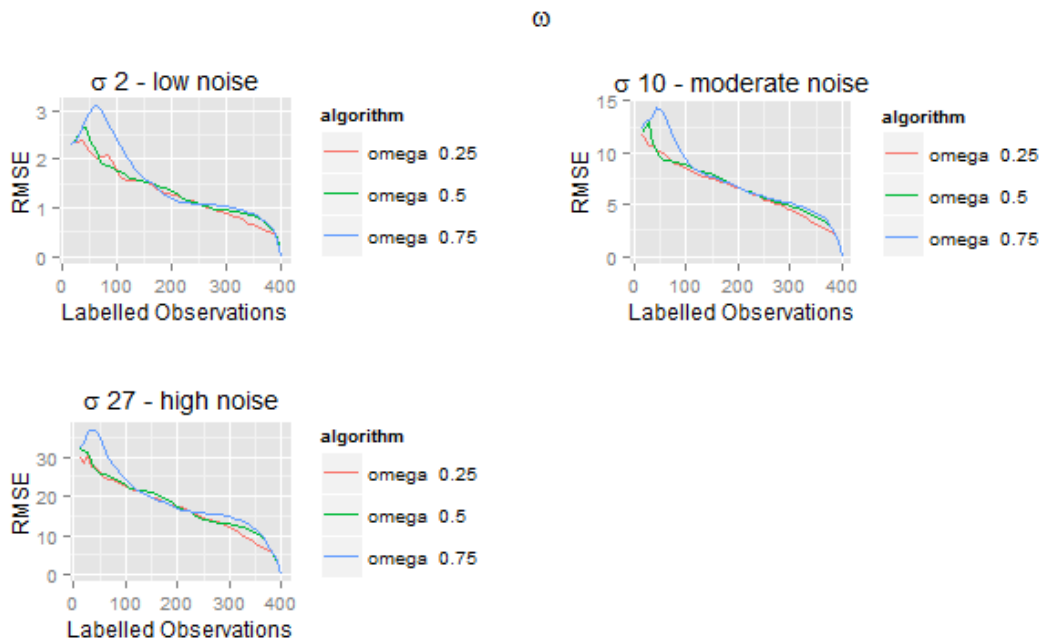 ω
σ 2 - low noise
3
2
1
0
RMSE
0 100 200 300 400
Labelled Observations
algorithm
omega 0.25
omega 0.5
omega 0.75
σ 10 - moderate noise
15
10
5
0
RMSE
0 100 200 300 400
Labelled Observations
algorithm
omega 0.25
omega 0.5
omega 0.75
σ 27 - high noise
30
20
10
0
RMSE
0 100 200 300 400
Labelled Observations
algorithm
omega 0.25
omega 0.5
omega 0.75